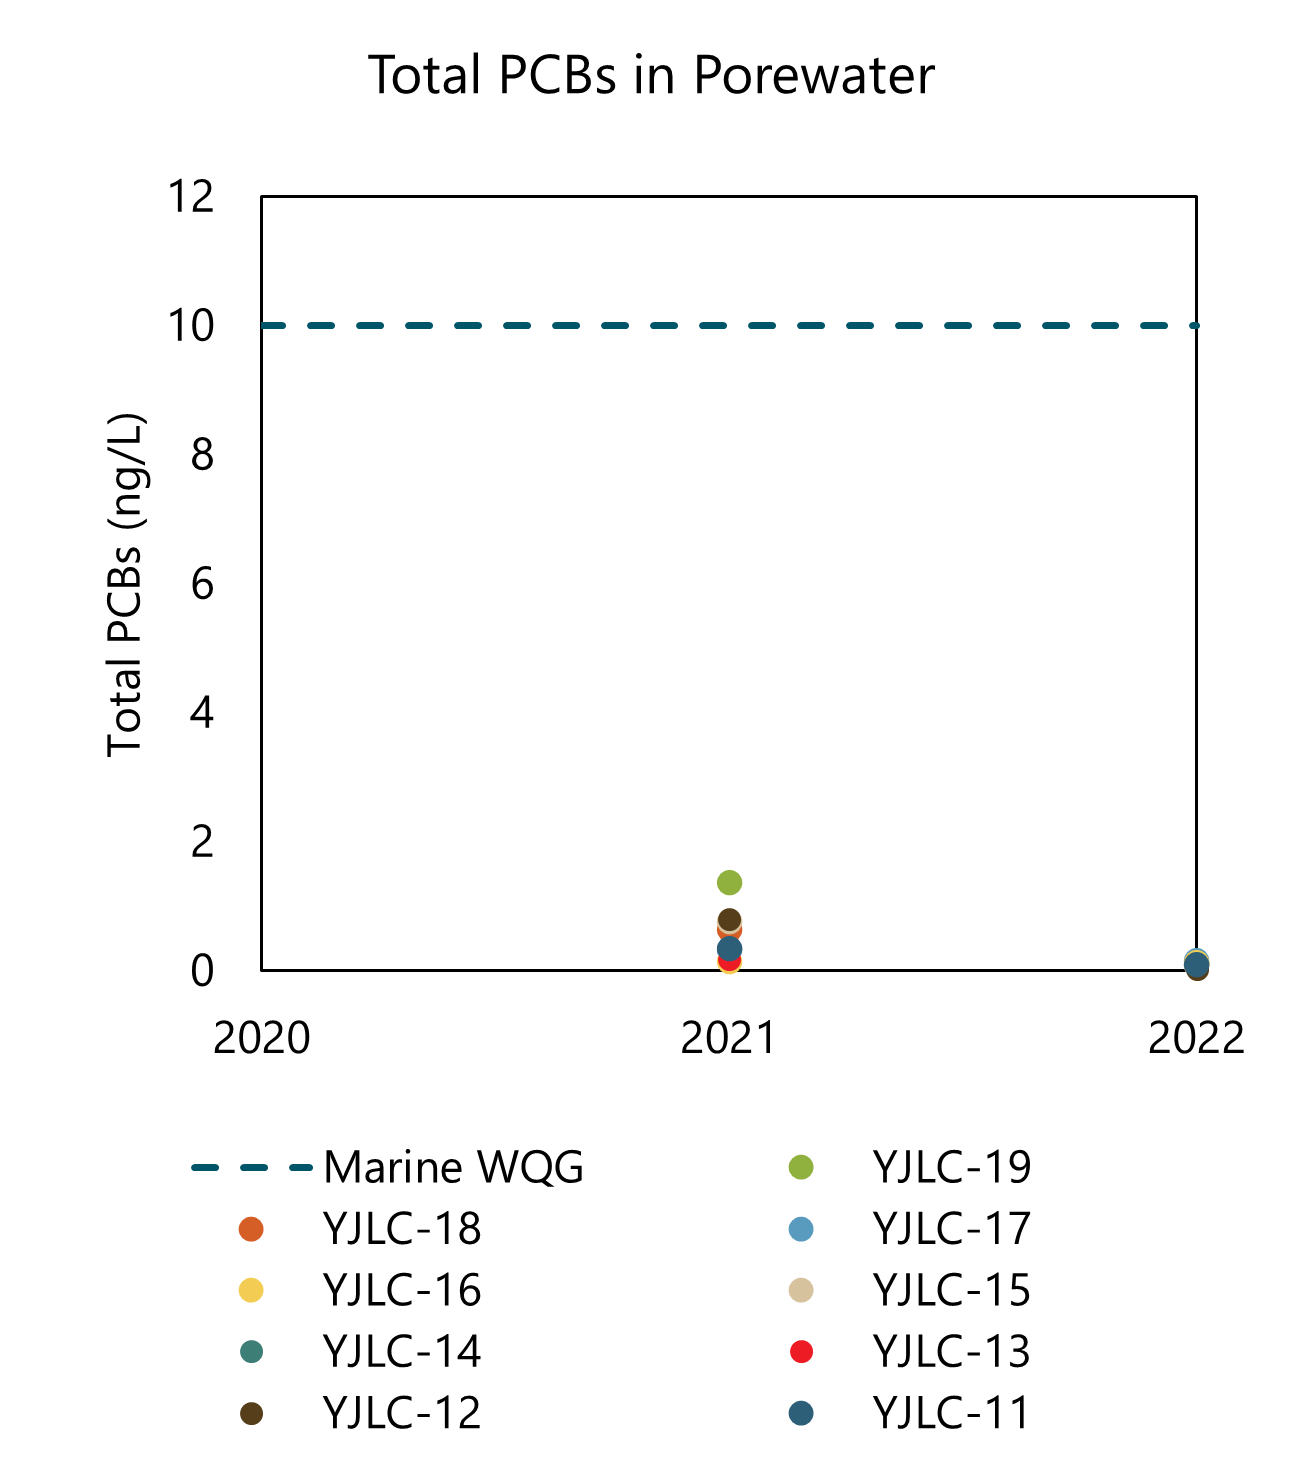 Total PCBs in Porewater
12
10
8
6
4
2
0
Total PCBs (ng/L)
2020 2021 2022
Marine WQG YJLC-19
YJLC-18 YJLC-17
YJLC-16 YJLC-15
YJLC-14 YJLC-13
YJLC-12 YJLC-11